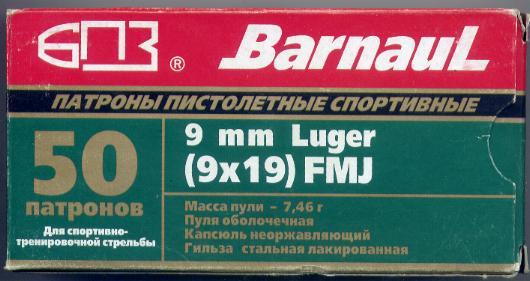 БПЗ ® Barnaul
ПАТРОНЫ ПИСТОЛЕТНЫЕ СПОРТИВНЫЕ
50
патронов
Для спортивно-
тренировочной стрельбы
9 mm Luger
(9x19) FMJ
Масса пули - 7,46 г
Пуля оболочечная
Капсюль неоржавляющий
Гильза стальная лакированная